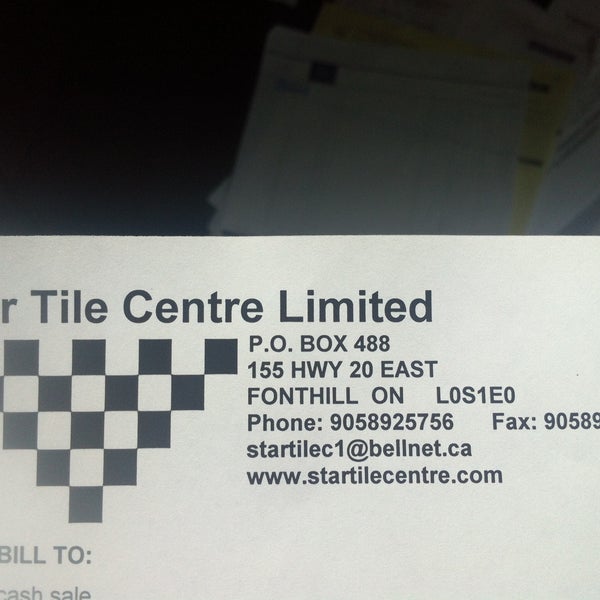 r Tile Centre Limited
P.O. BOX 488
155 HWY 20 EAST
FONTHILL ON L0S1E0
Phone: 9058925756 Fax: 90589
startilec1@bellnet.ca
www.startilecentre.com
BILL TO:
cash sale